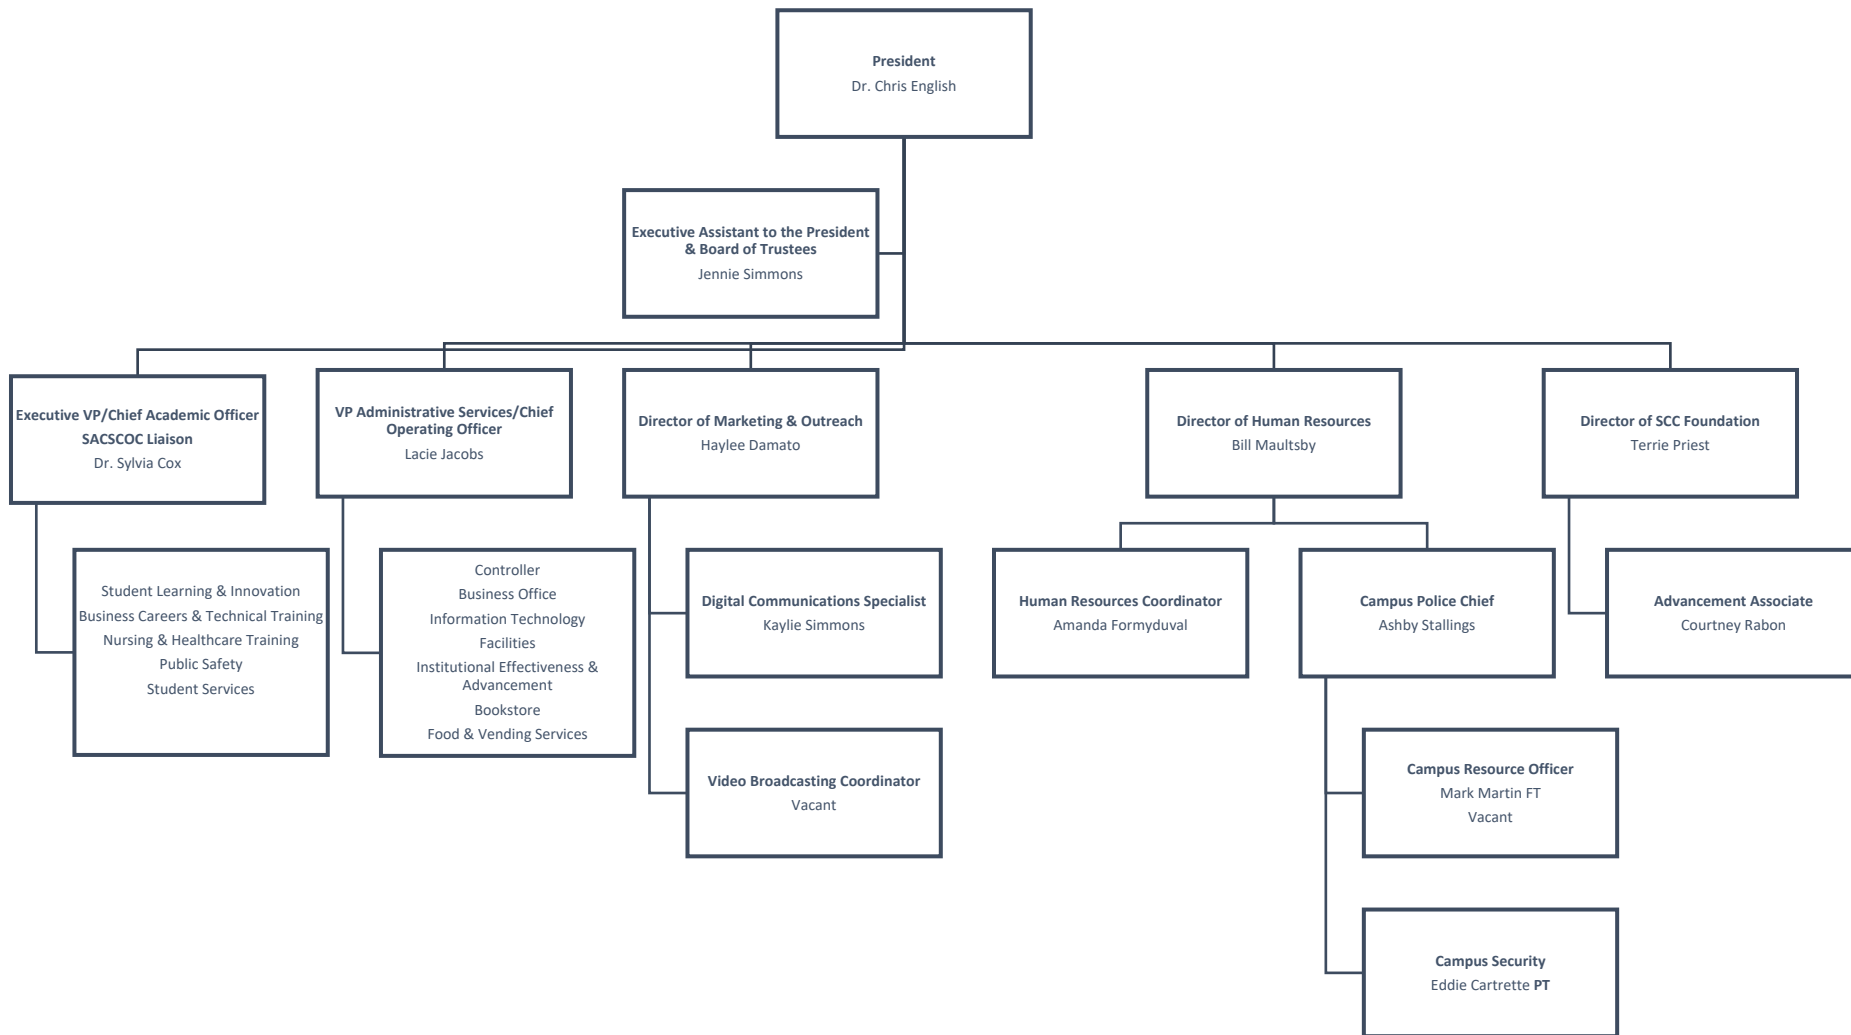 President
Dr. Chris English
Executive Assistant to the President
& Board of Trustees
Jennie Simmons
Executive VP/Chief Academic Officer
SACSCOC Liaison
Dr. Sylvia Cox
VP Administrative Services/Chief
Operating Officer
Lacie Jacobs
Director of Marketing & Outreach
Haylee Damato
Director of Human Resources
Bill Maultsby
Director of SCC Foundation
Terrie Priest
Student Learning & Innovation
Business Careers & Technical Training
Nursing & Healthcare Training
Public Safety
Student Services
Controller
Business Office
Information Technology
Facilities
Institutional Effectiveness &
Advancement
Bookstore
Food & Vending Services
Digital Communications Specialist
Kaylie Simmons
Human Resources Coordinator
Amanda Formyduval
Campus Police Chief
Ashby Stallings
Advancement Associate
Courtney Rabon
Video Broadcasting Coordinator
Vacant
Campus Resource Officer
Mark Martin FT
Vacant
Campus Security
Eddie Cartrette PT